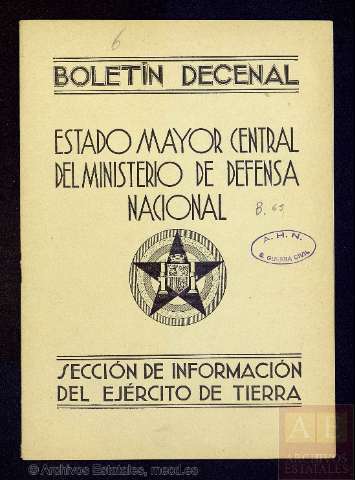 6
BOLETÍN DECENAL
ESTADO MAYOR CENTRAL
DEL MINISTERIO DE DEFENSA
NACIONAL
B. 65
A. H. N.
S. GUERRA CIVIL
SECCIÓN DE INFORMACIÓN
DEL EJÉRCITO DE TIERRA
AE
ARCHIVOS
ESTATALES
© Archivos Estatales, mecd.es